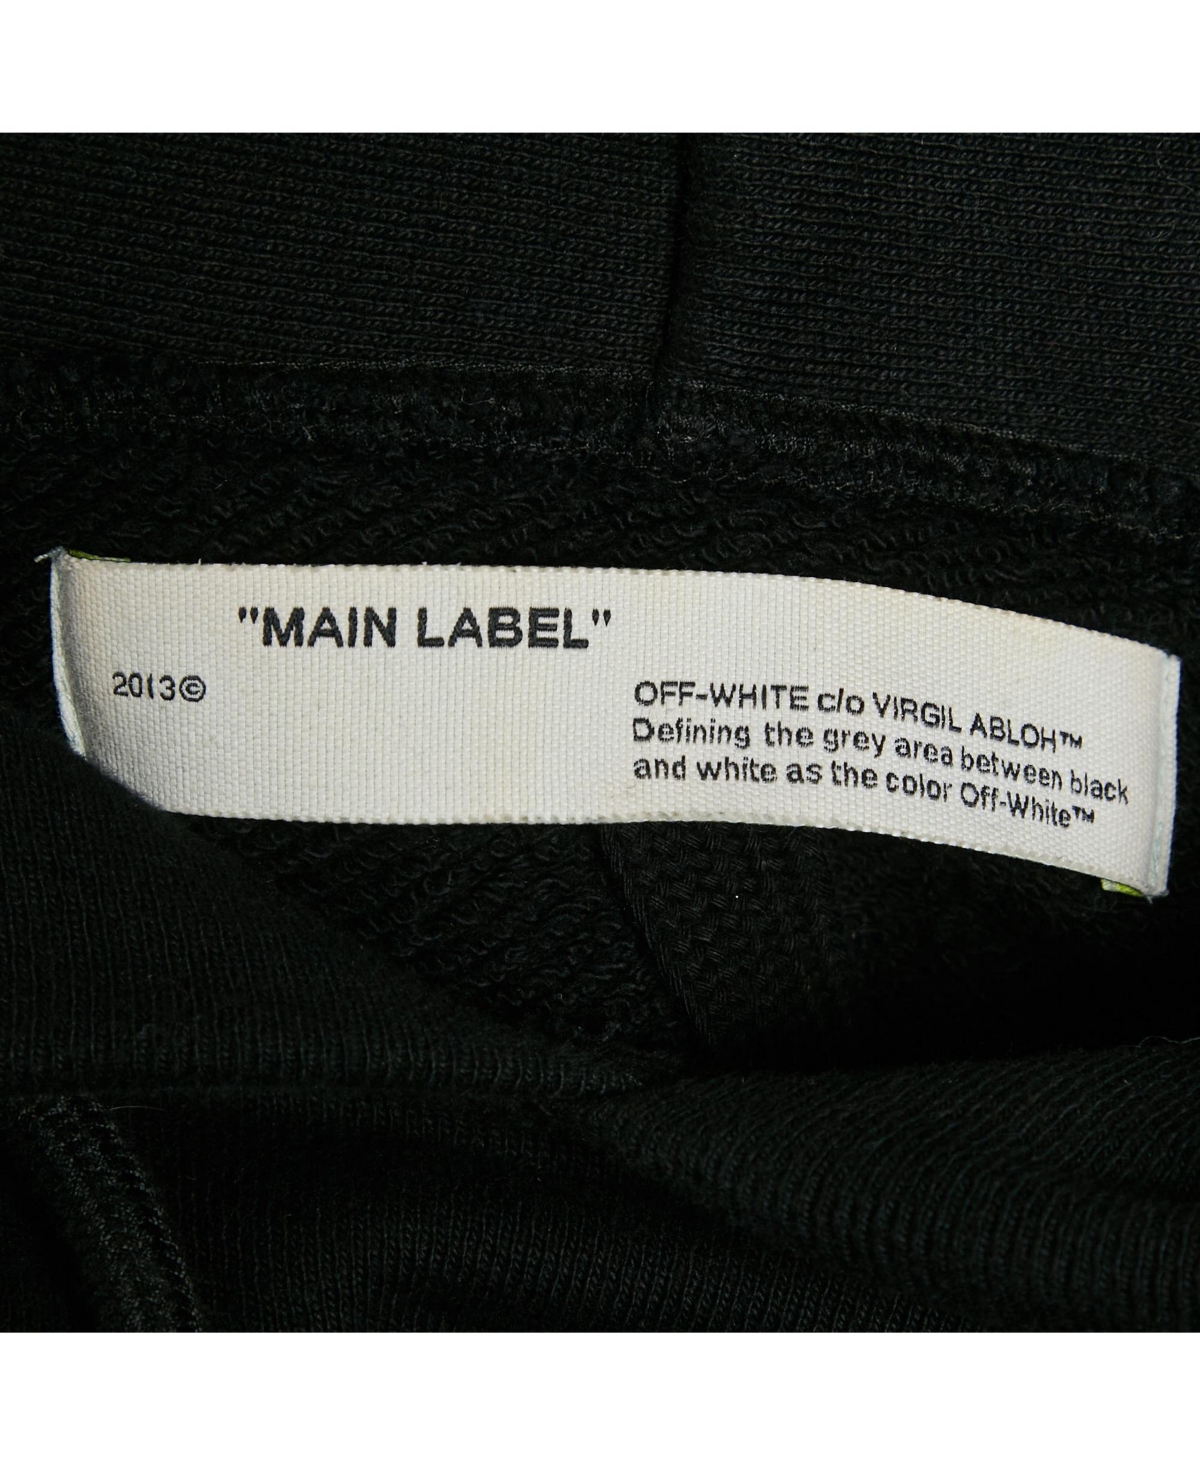 "MAIN LABEL"
2013©
OFF-WHITE c/o VIRGIL ABLOH™
Defining the grey area between black
and white as the color Off-White™